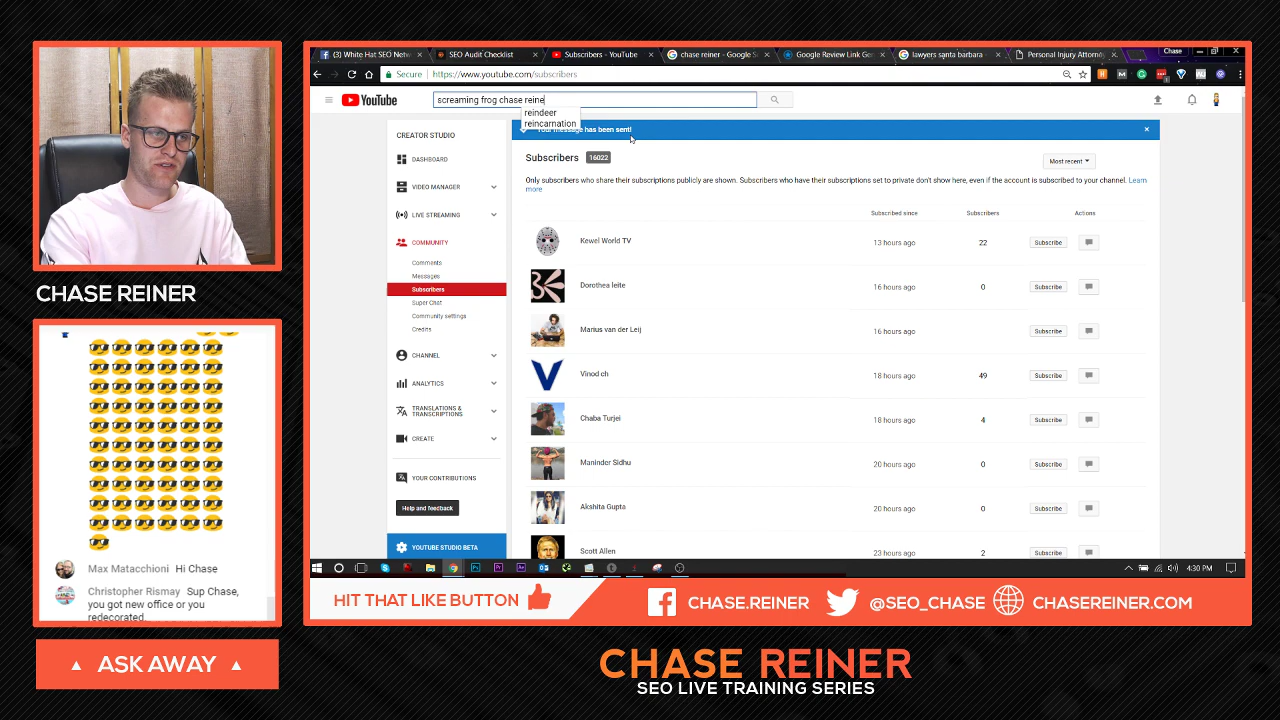 CHASE REINER
Max Matacchioni Hi Chase
Christopher Rismay Sup Chase,
you got new office or you
redecorated.
ASK AWAY
(3) White Hat SEO Netw
SEO Audit Checklist
Subscribers - YouTube
chase reiner - Google S
Google Review Link Gen
lawyers santa barbara
Personal Injury Attorne
Chase
Secure
https://www.youtube.com/subscribers
YouTube
screaming frog chase reine
reindeer
reincarnation
message has been sent!
CREATOR STUDIO
DASHBOARD
VIDEO MANAGER
LIVE STREAMING
COMMUNITY
Comments
Messages
Subscribers
Super Chat
Community settings
Credits
CHANNEL
ANALYTICS
TRANSLATIONS &
TRANSCRIPTIONS
CREATE
YOUR CONTRIBUTIONS
Help and feedback
YOUTUBE STUDIO BETA
Subscribers 16022
Most recent
Only subscribers who share their subscriptions publicly are shown. Subscribers who have their subscriptions set to private don't show here, even if the account is subscribed to your channel. Learn
more
Subscribed since Subscribers Actions
Kewel World TV 13 hours ago 22 Subscribe
Dorothea leite 16 hours ago 0 Subscribe
Marius van der Leij 16 hours ago Subscribe
Vinod ch 18 hours ago 49 Subscribe
Chaba Turjei 18 hours ago 4 Subscribe
Maninder Sidhu 20 hours ago 0 Subscribe
Akshita Gupta 20 hours ago 0 Subscribe
Scott Allen 23 hours ago 2 Subscribe
4:30 PM
HIT THAT LIKE BUTTON
CHASE.REINER
@SEO_CHASE
CHASEREINER.COM
CHASE REINER
SEO LIVE TRAINING SERIES